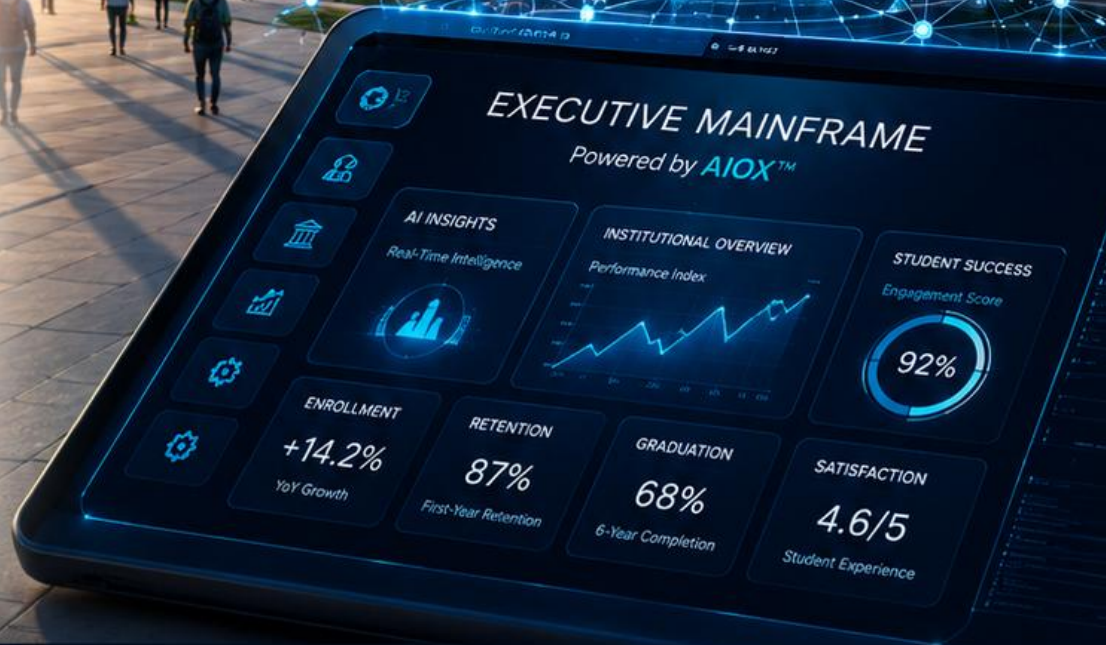 EXECUTIVE MAINFRAME
Powered by AIOX™
AI INSIGHTS
Real-Time Intelligence
INSTITUTIONAL OVERVIEW
Performance Index
STUDENT SUCCESS
Engagement Score
92%
ENROLLMENT
+14.2%
YoY Growth
RETENTION
87%
First-Year Retention
GRADUATION
68%
6-Year Completion
SATISFACTION
4.6/5
Student Experience